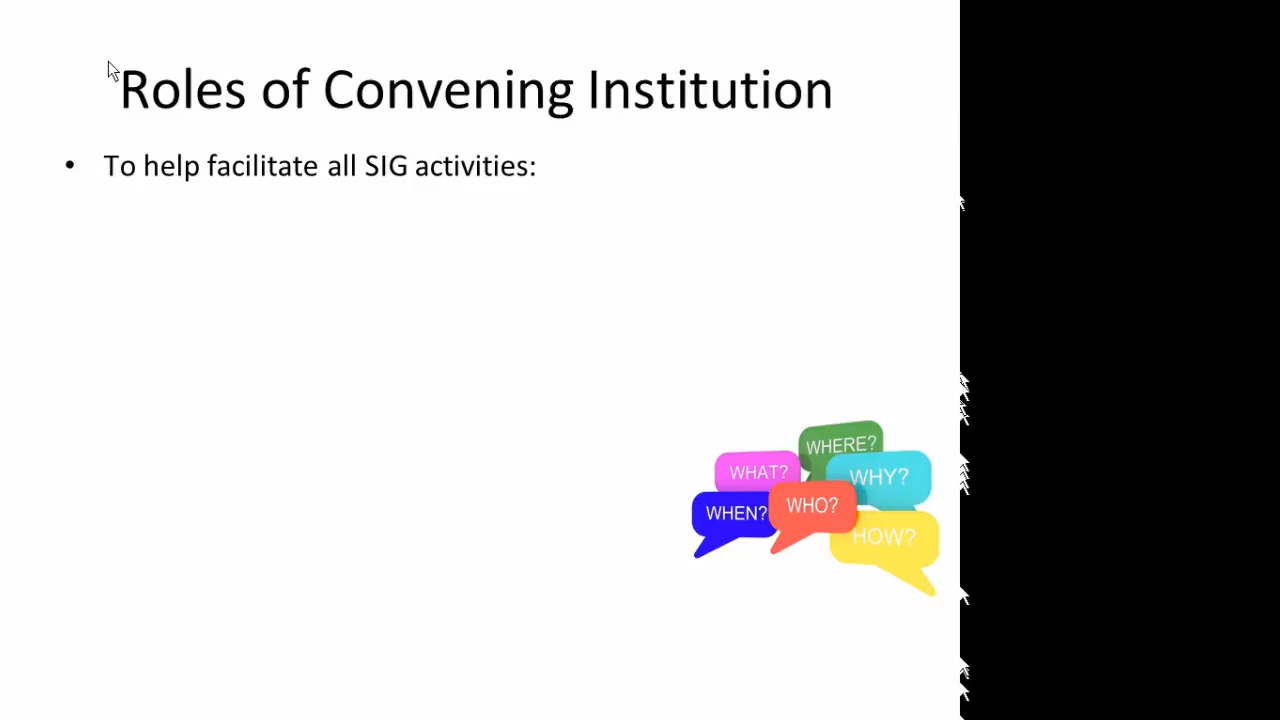 Roles of Convening Institution
• To help facilitate all SIG activities:
WHERE?
WHAT?
WHY?
WHEN?
WHO?
HOW?